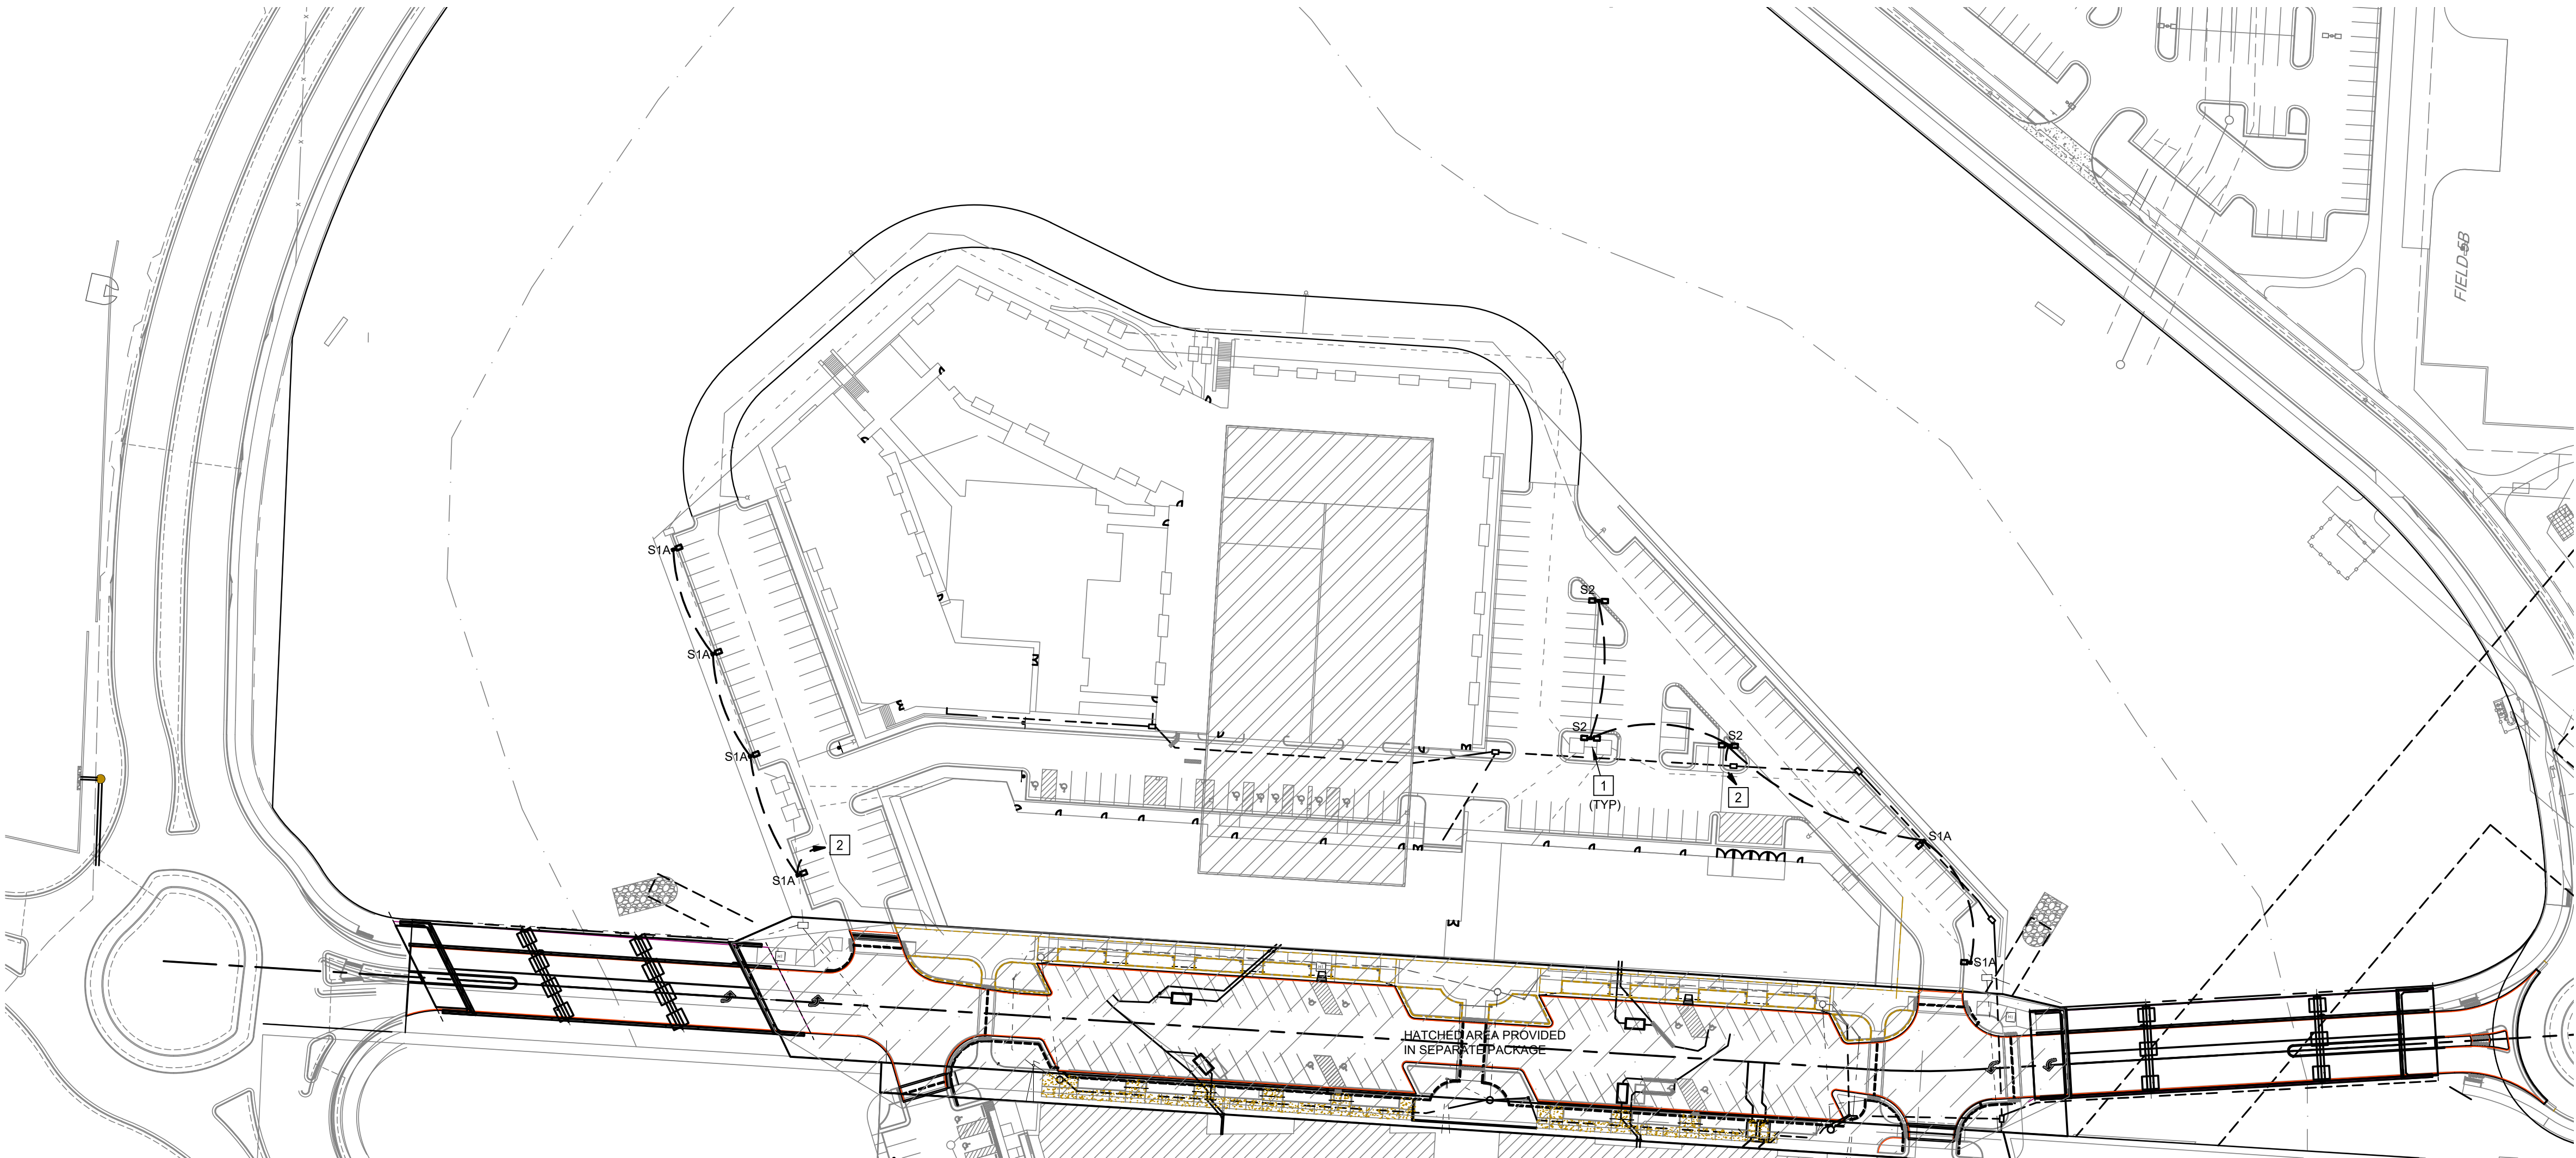 FIELD 5B
S1A
S2
S1A
S2
S2
S1A
1
(TYP)
2
S1A
2
S1A
S1A
HATCHED AREA PROVIDED
IN SEPARATE PACKAGE